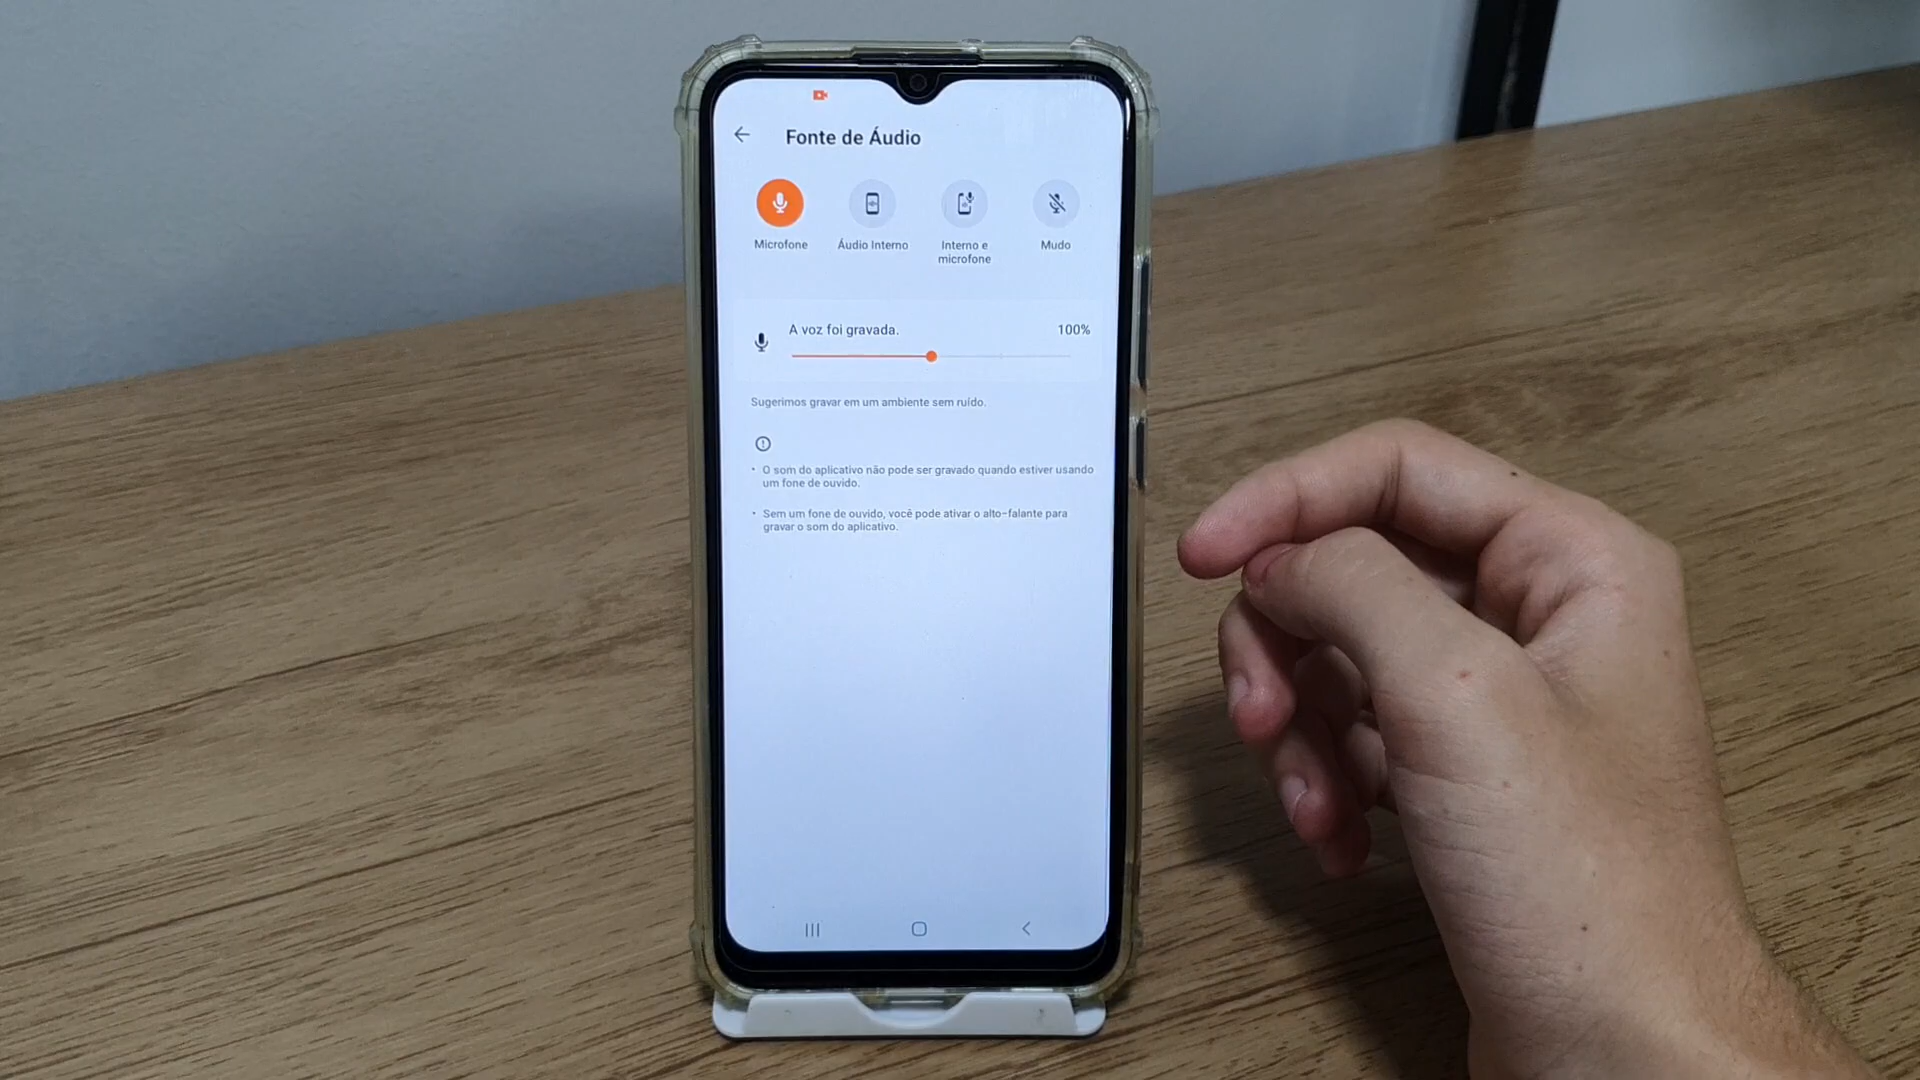 Fonte de Áudio
Microfone
Áudio Interno
Interno e
microfone
Mudo
A voz foi gravada.
100%
Sugerimos gravar em um ambiente sem ruído.
• O som do aplicativo não pode ser gravado quando estiver usando
um fone de ouvido.
• Sem um fone de ouvido, você pode ativar o alto-falante para
gravar o som do aplicativo.